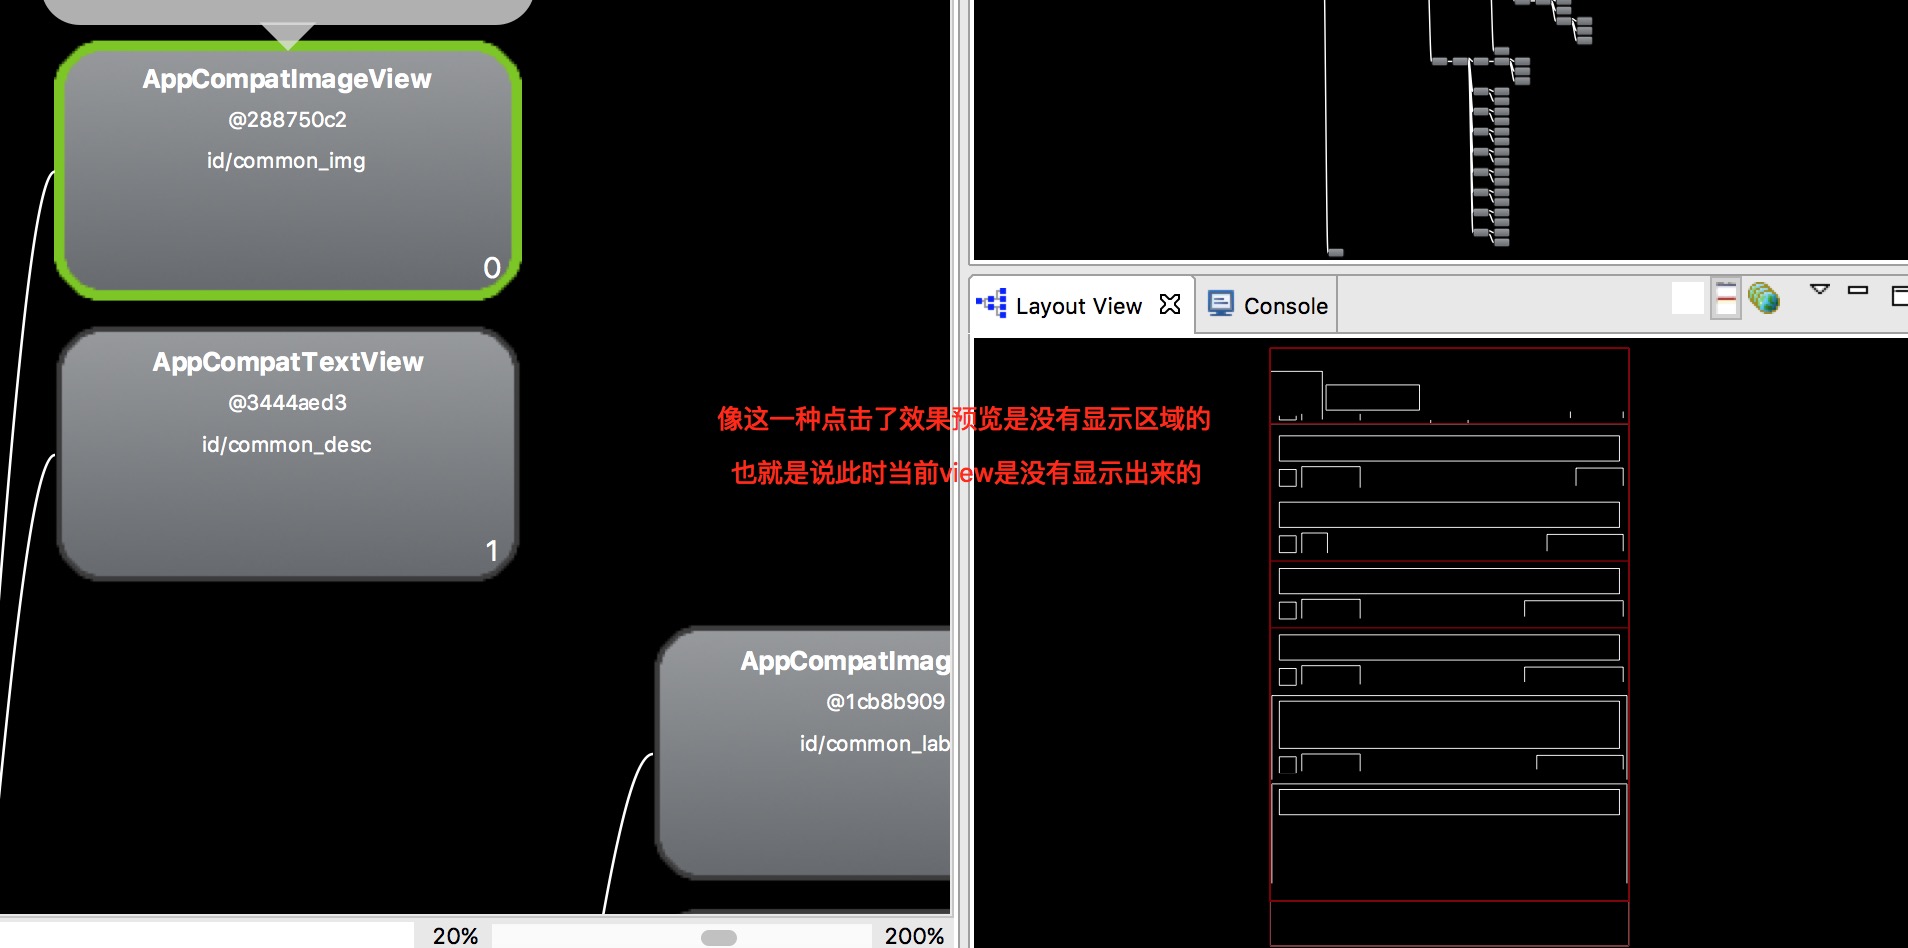 AppCompatImageView
@288750c2
id/common_img
0
AppCompatTextView
@3444aed3
id/common_desc
1
AppCompatImag
@1cb8b909
id/common_lab
20%
200%
Layout View
Console
像这一种点击了效果预览是没有显示区域的
也就是说此时当前view是没有显示出来的